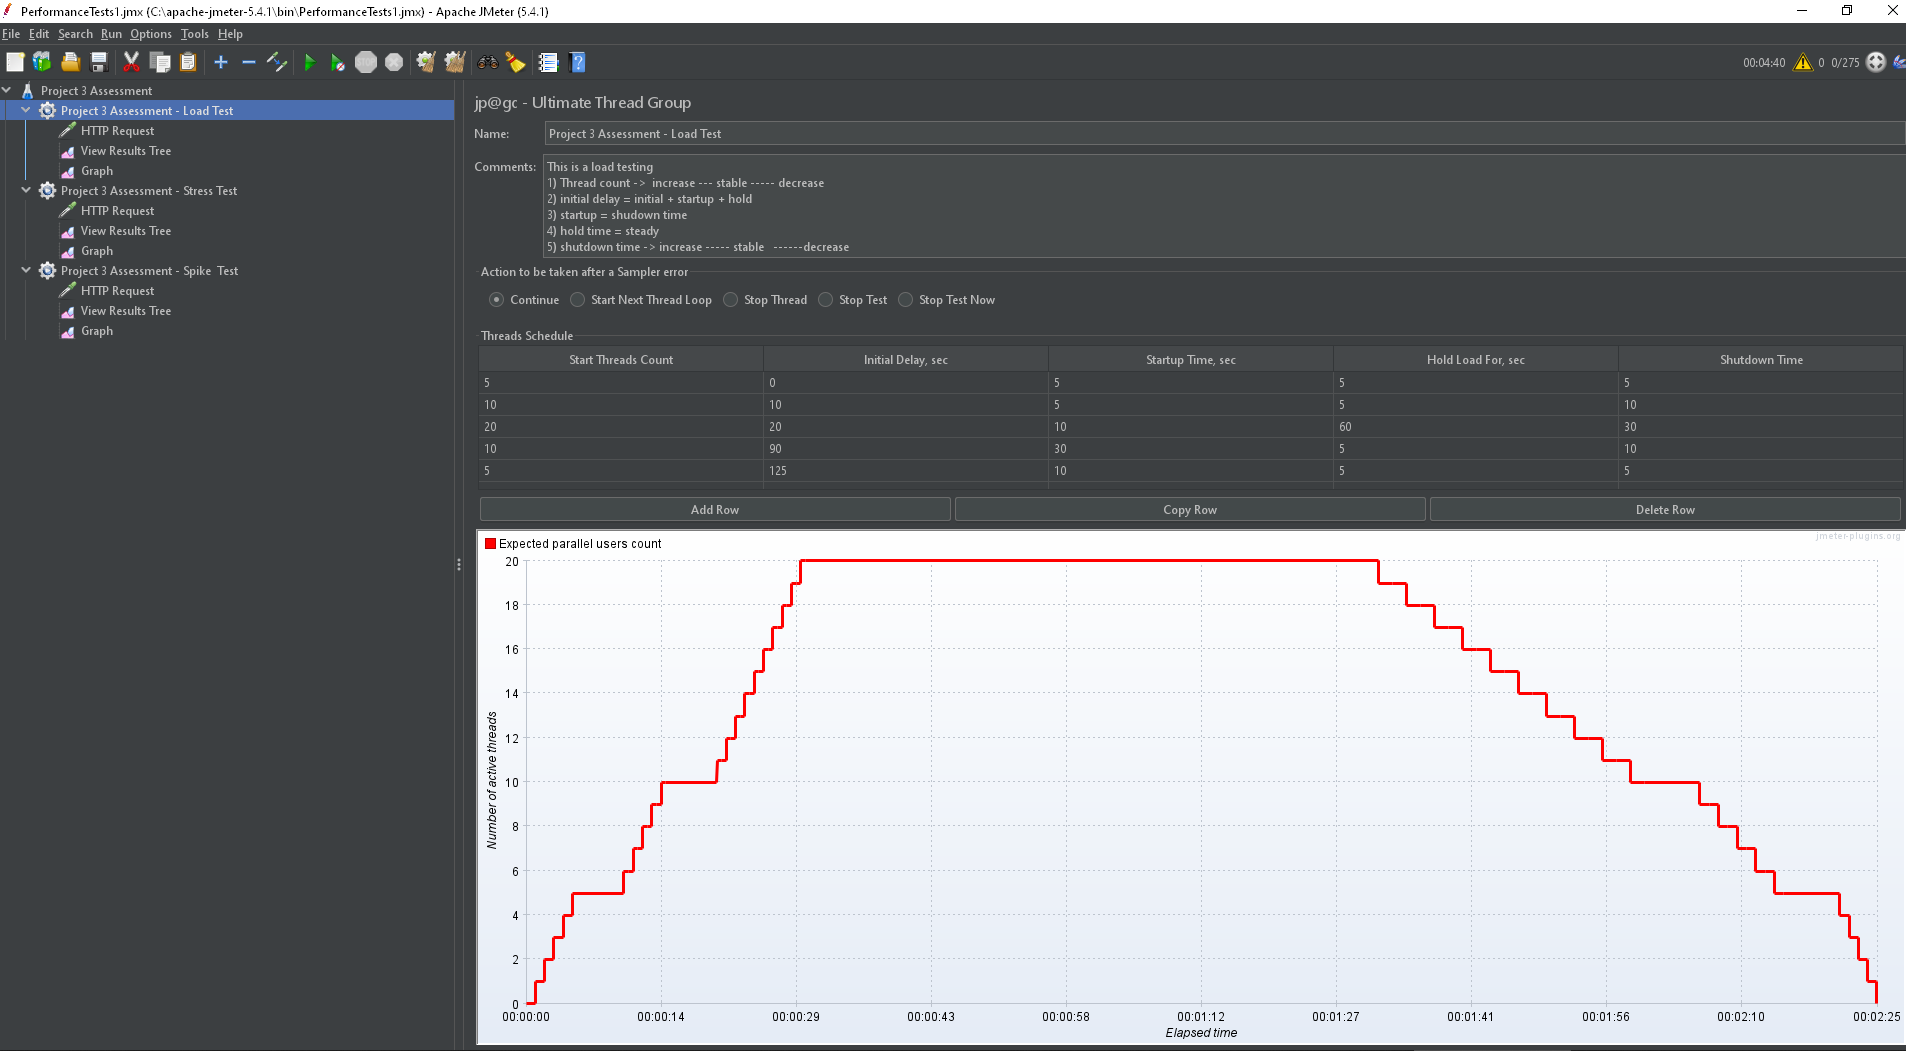 PerformanceTests1.jmx (C:\apache-jmeter-5.4.1\bin\PerformanceTests1.jmx) - Apache JMeter (5.4.1)
File Edit Search Run Options Tools Help
STOP
?
00:04:40 0 0/275
Project 3 Assessment
Project 3 Assessment - Load Test
HTTP Request
View Results Tree
Graph
Project 3 Assessment - Stress Test
HTTP Request
View Results Tree
Graph
Project 3 Assessment - Spike  Test
HTTP Request
View Results Tree
Graph
jp@gc - Ultimate Thread Group
Name: Project 3 Assessment - Load Test
Comments: This is a load testing
1) Thread count ->  increase --- stable ----- decrease
2) initial delay = initial + startup + hold
3) startup = shudown time
4) hold time = steady
5) shutdown time -> increase ----- stable   ------decrease
Action to be taken after a Sampler error
Continue Start Next Thread Loop Stop Thread Stop Test Stop Test Now
Threads Schedule
Start Threads Count Initial Delay, sec Startup Time, sec Hold Load For, sec Shutdown Time
5 0 5 5 5
10 10 5 5 10
20 20 10 60 30
10 90 30 5 10
5 125 10 5 5
Add Row Copy Row Delete Row
Expected parallel users count
jmeter-plugins.org
20
18
16
14
12
10
8
6
4
2
0
Number of active threads
00:00:00 00:00:14 00:00:29 00:00:43 00:00:58 00:01:12 00:01:27 00:01:41 00:01:56 00:02:10 00:02:25
Elapsed time